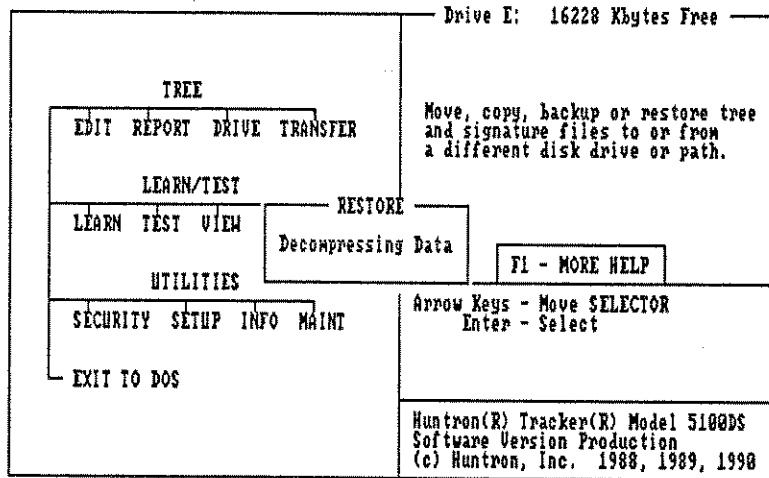 Drive E: 16228 Kbytes Free
TREE
EDIT REPORT DRIVE TRANSFER
Move, copy, backup or restore tree
and signature files to or from
a different disk drive or path.
LEARN/TEST
LEARN TEST VIEW
RESTORE
Decompressing Data
F1 - MORE HELP
UTILITIES
SECURITY SETUP INFO MAINT
EXIT TO DOS
Arrow Keys - Move SELECTOR
Enter - Select
Huntron(R) Tracker(R) Model 5100DS
Software Version Production
(c) Huntron, Inc. 1988, 1989, 1990